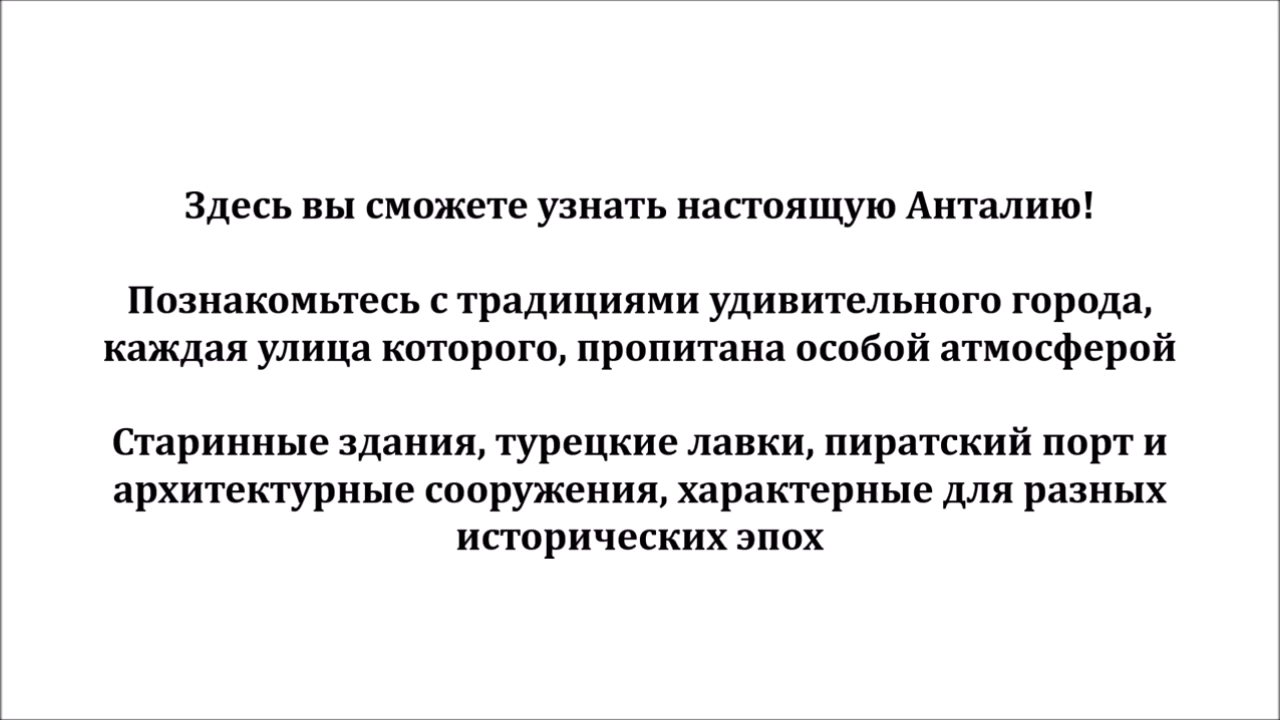 Здесь вы сможете узнать настоящую Анталию!
Познакомьтесь с традициями удивительного города,
каждая улица которого, пропитана особой атмосферой
Старинные здания, турецкие лавки, пиратский порт и
архитектурные сооружения, характерные для разных
исторических эпох